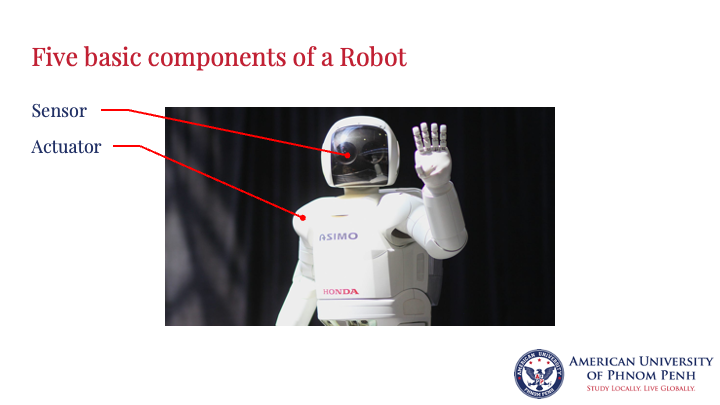 Five basic components of a Robot
Sensor
Actuator
ASIMO
HONDA
AMERICAN UNIVERSITY
OF PHNOM PENH
STUDY LOCALLY. LIVE GLOBALLY.
AMERICAN UNIVERSITY
PHNOM PENH